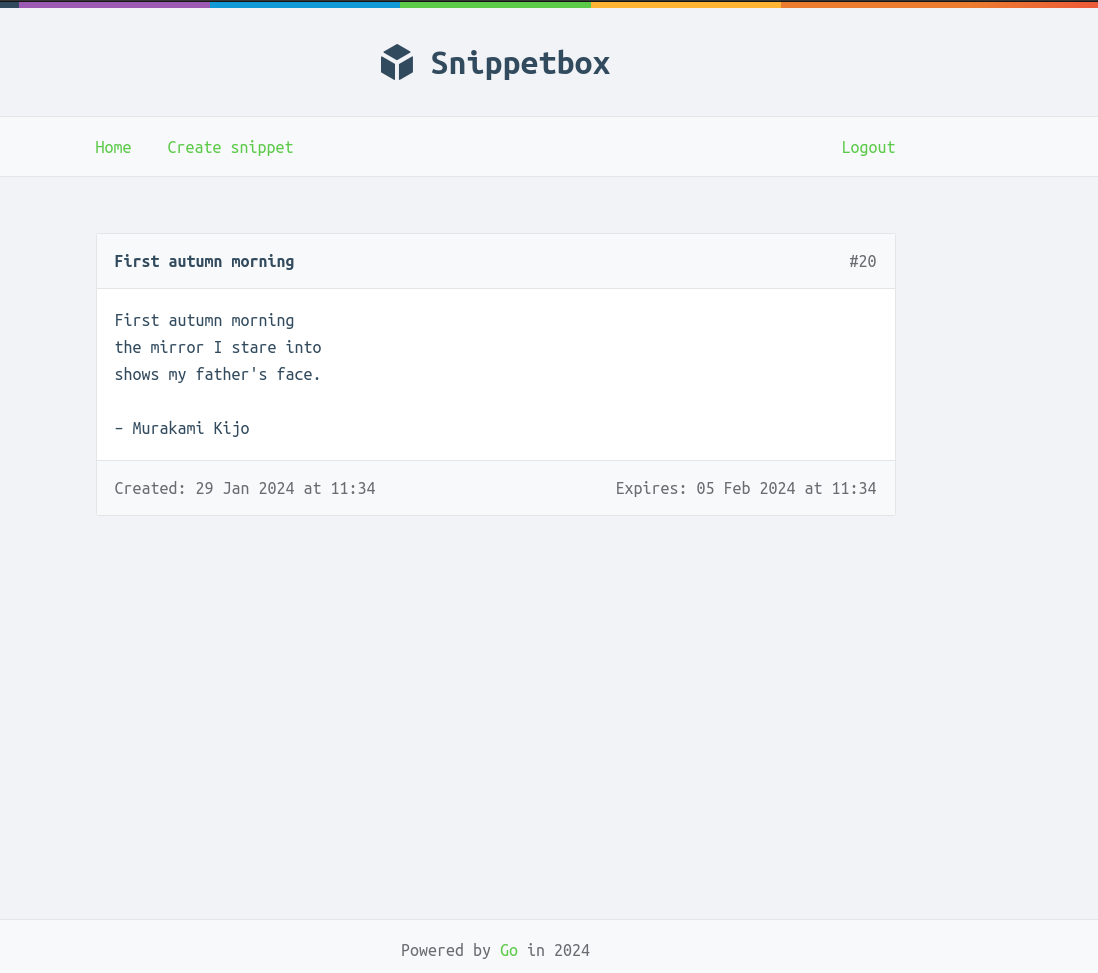 Snippetbox
Home Create snippet Logout
First autumn morning #20
First autumn morning
the mirror I stare into
shows my father's face.
– Murakami Kijo
Created: 29 Jan 2024 at 11:34 Expires: 05 Feb 2024 at 11:34
Powered by Go in 2024